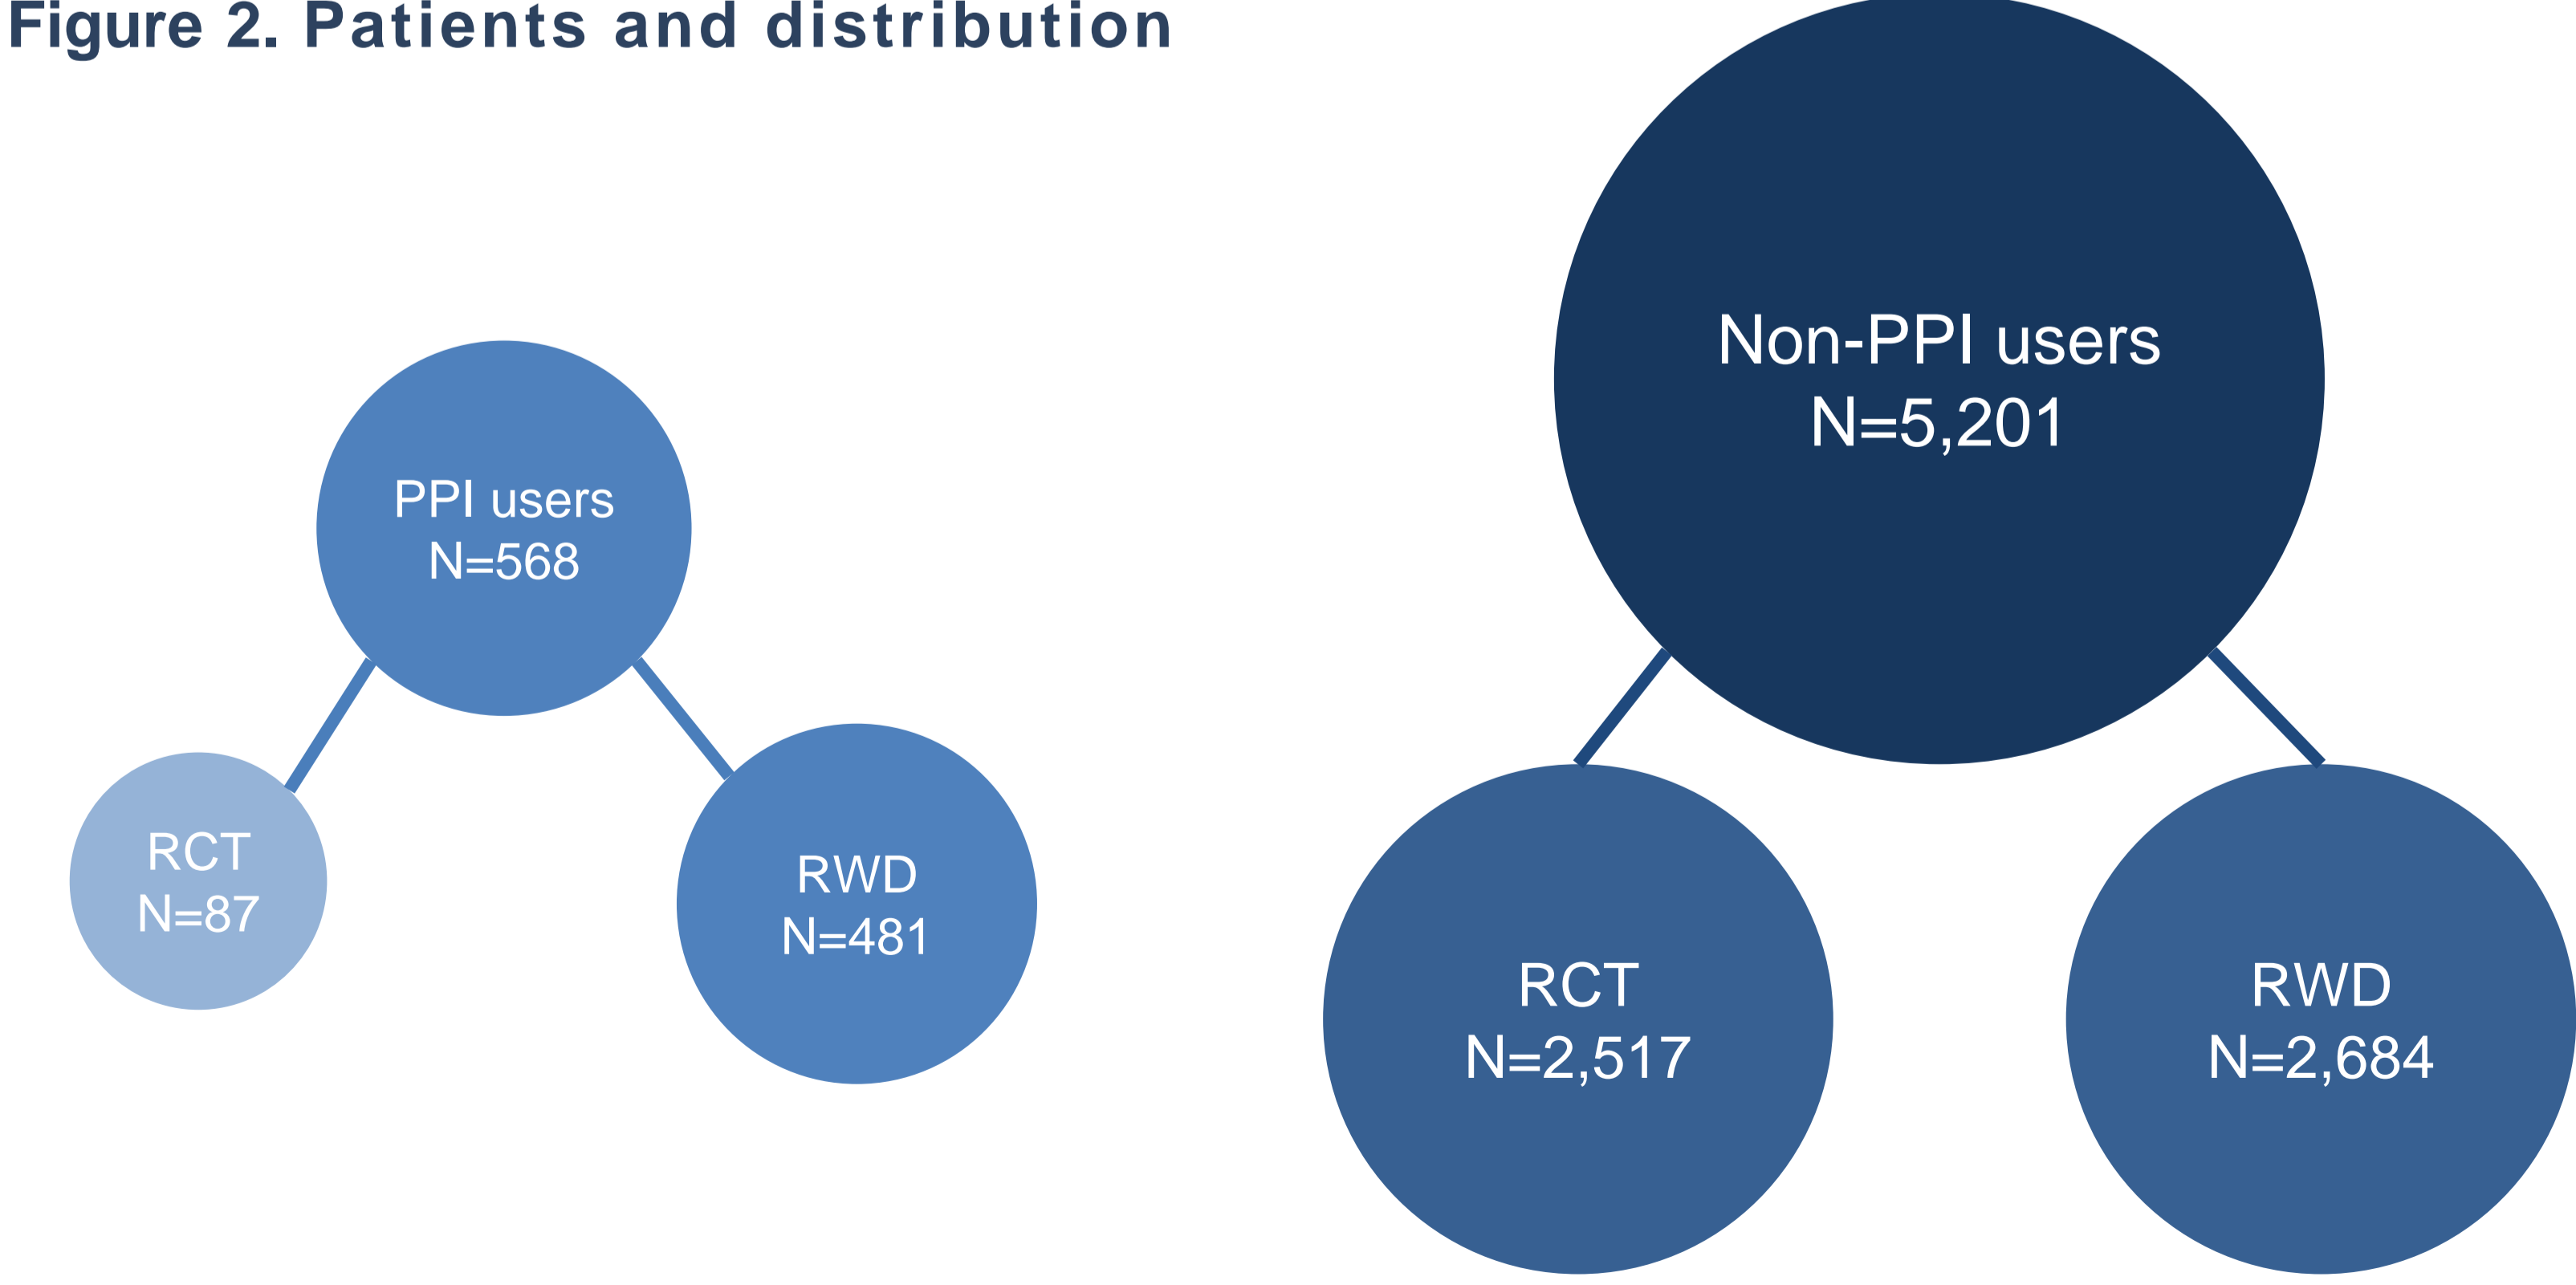 Figure 2. Patients and distribution
PPI users
N=568
RCT
N=87
RWD
N=481
Non-PPI users
N=5,201
RCT
N=2,517
RWD
N=2,684